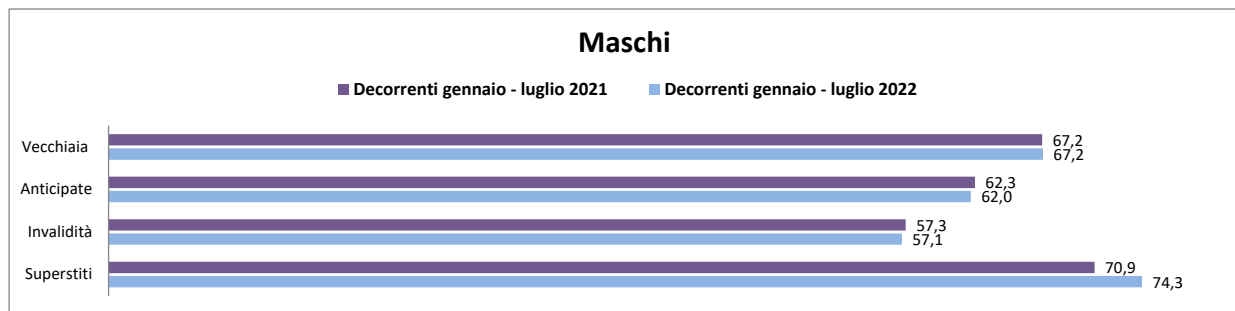 Maschi
Decorrenti gennaio - luglio 2021 Decorrenti gennaio - luglio 2022
Vecchiaia 67,2
67,2
Anticipate 62,3
62,0
Invalidità 57,3
57,1
Superstiti 70,9
74,3